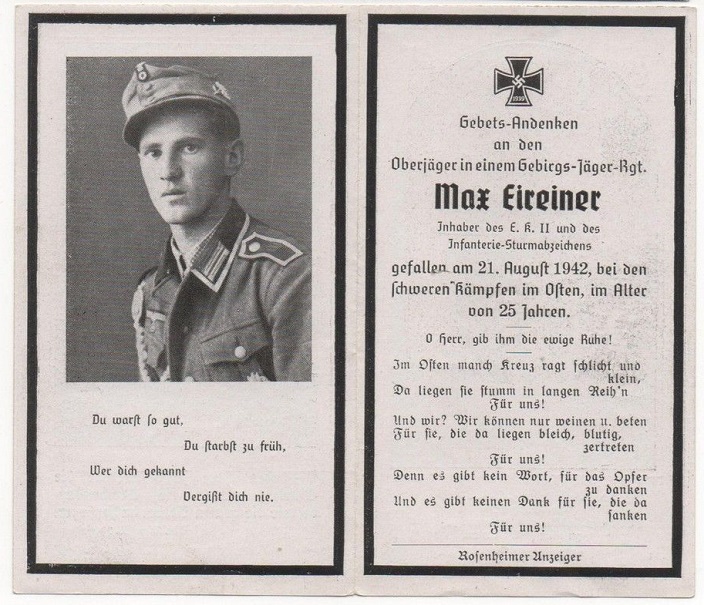 Du warst so gut,
Du starbst zu früh,
Wer dich gekannt
Vergißt dich nie.
1939
Gebets-Andenken
an den
Oberjäger in einem Gebirgs-Jäger-Rgt.
Max Eireiner
Inhaber des E. K. II und des
Infanterie-Sturmabzeichens
gefallen am 21. August 1942, bei den
schweren Kämpfen im Osten, im Alter
von 25 Jahren.
O Herr, gib ihm die ewige Ruhe!
Im Osten manch Kreuz ragt schlicht und
klein,
Da liegen sie stumm in langen Reih'n
Für uns!
Und wir? Wir können nur weinen u. beten
Für sie, die da liegen bleich, blutig,
zertreten
Für uns!
Denn es gibt kein Wort, für das Opfer
zu danken
Und es gibt keinen Dank für sie, die da
sanken
Für uns!
Rosenheimer Anzeiger